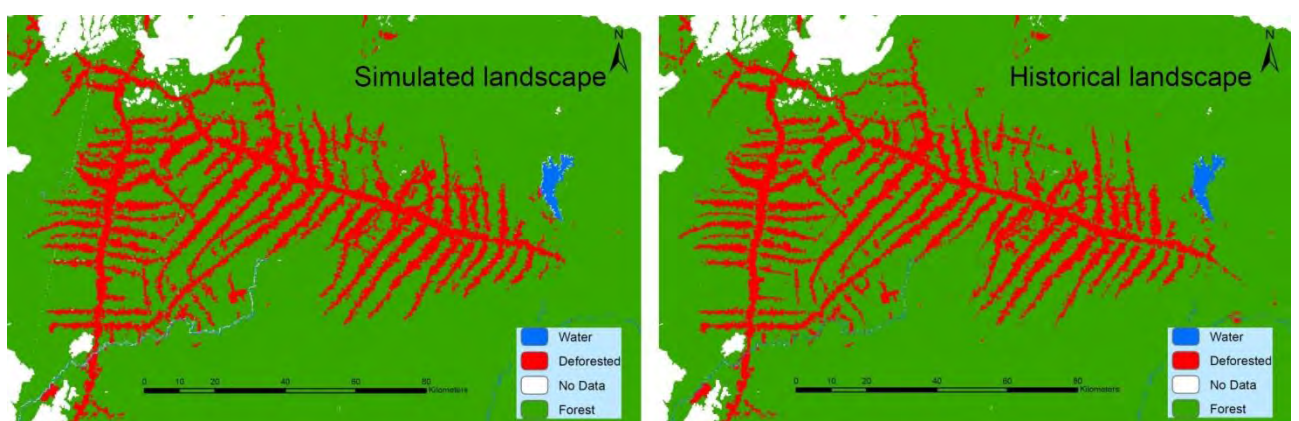 N
Simulated landscape
Water
Deforested
No Data
Forest
0 10 20 40 60 80
Kilometers
N
Historical landscape
Water
Deforested
No Data
Forest
0 10 20 40 60 80
Kilometers